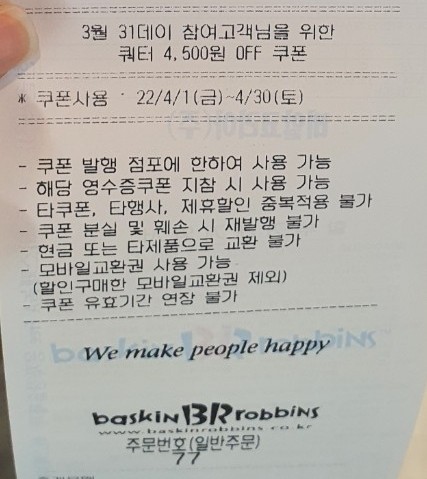 3월 31데이 참여고객님을 위한
쿼터 4,500원 OFF 쿠폰
* 쿠폰사용 : 22/4/1(금)~4/30(토)
- 쿠폰 발행 점포에 한하여 사용 가능
- 해당 영수증쿠폰 지참 시 사용 가능
- 타쿠폰, 타행사, 제휴할인 중복적용 불가
- 쿠폰 분실 및 훼손 시 재발행 불가
- 현금 또는 타제품으로 교환 불가
- 모바일교환권 사용 가능
(할인구매한 모바일교환권 제외)
- 쿠폰 유효기간 연장 불가
We make people happy
baskin BR robbins
www.baskinrobbins.co.kr
주문번호(일반주문)
77